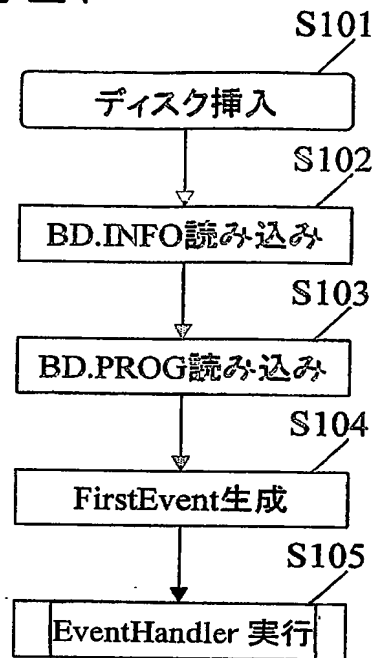 S101
ディスク挿入
S102
BD.INFO読み込み
S103
BD.PROG読み込み
S104
FirstEvent生成
S105
EventHandler 実行